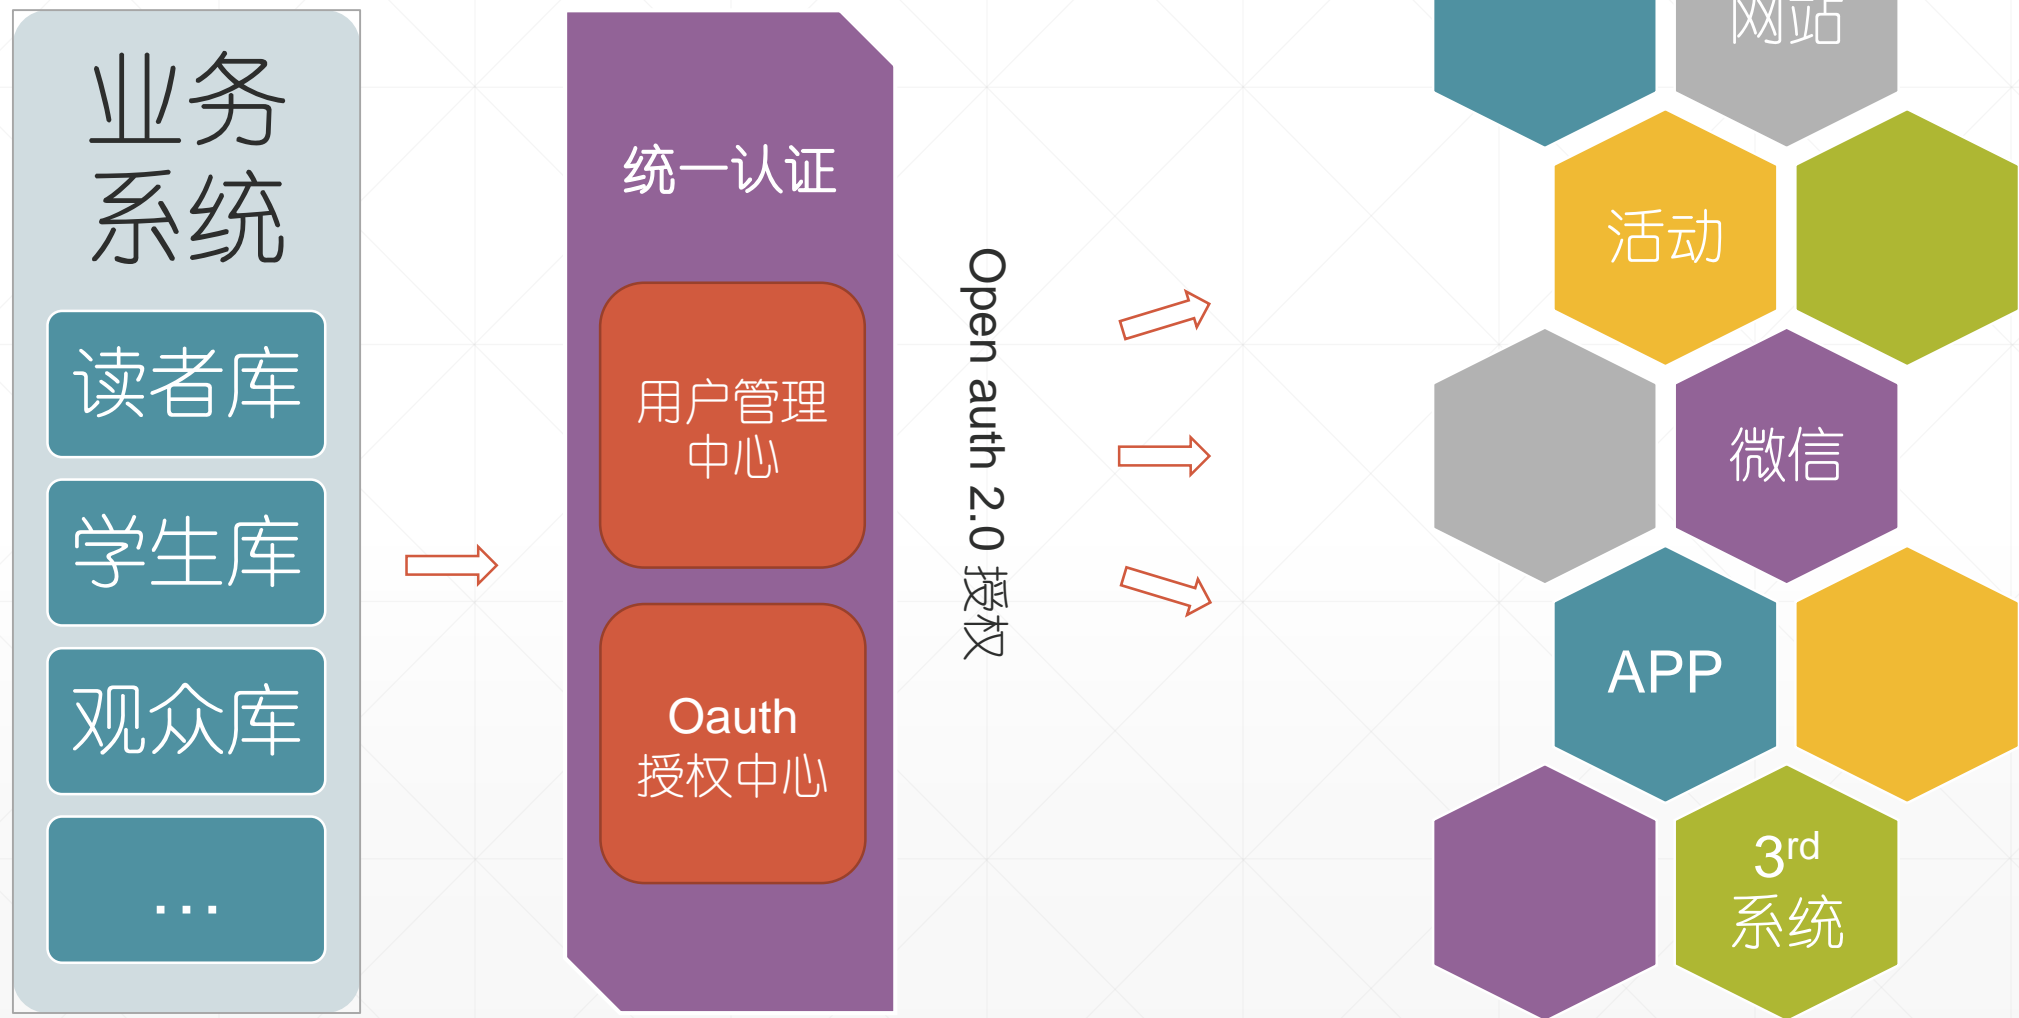 业务
系统
读者库
学生库
观众库
...
统一认证
用户管理
中心
Oauth
授权中心
Open auth 2.0 授权
网站
活动
微信
APP
3rd
系统